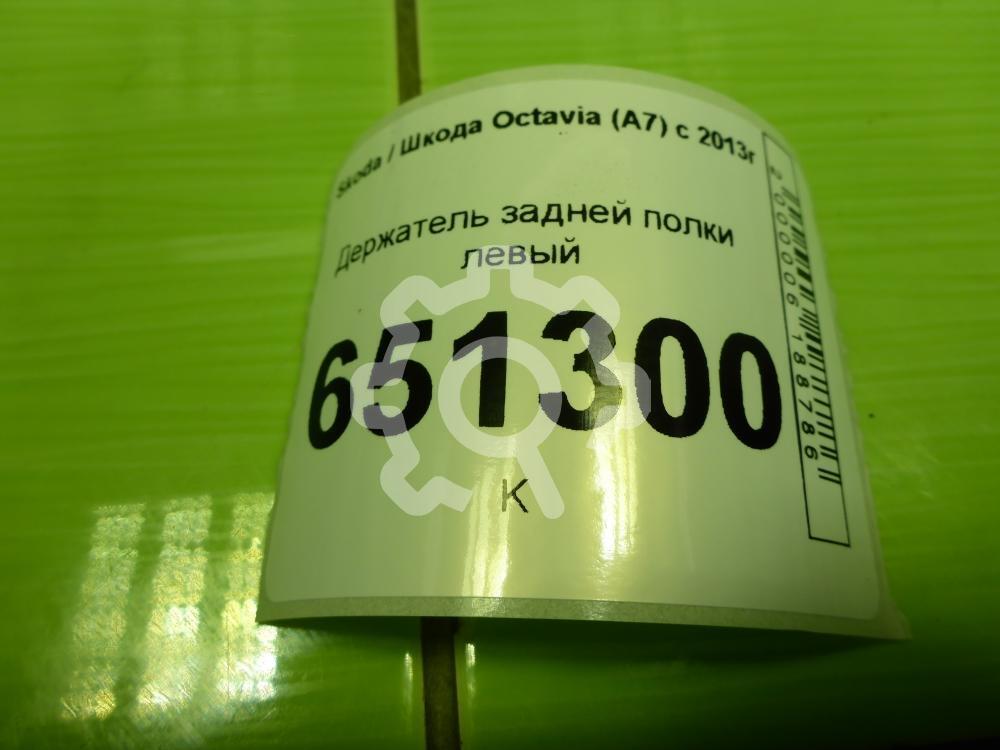 Skoda / Шкода Octavia (A7) с 2013г
Держатель задней полки
левый
651300
К
2000006188786